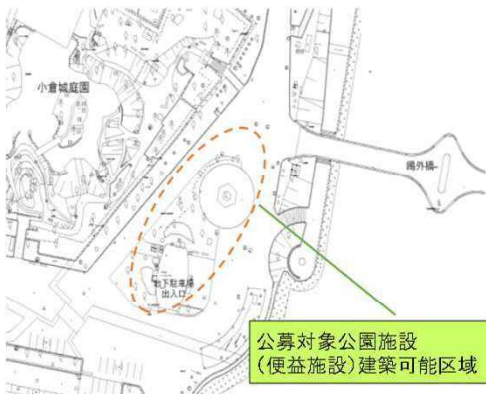 小倉城庭園
鴎外橋
地下駐車場
出入口
公募対象公園施設
(便益施設)建築可能区域